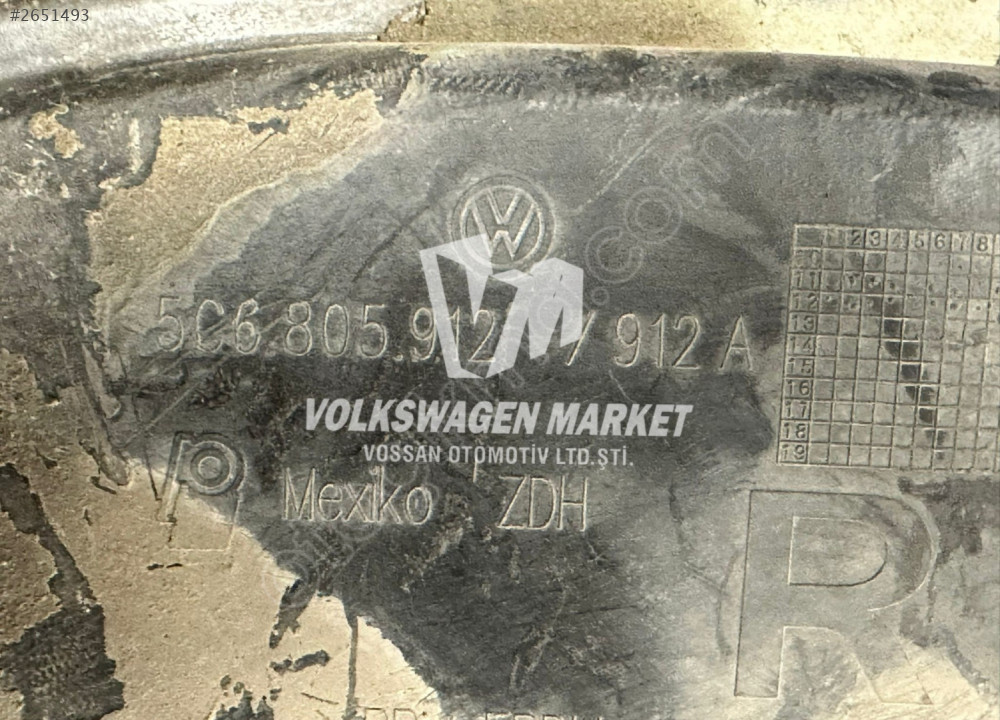 #2651493
VW
1 2 3 4 5 6 7 8
11
12
13
14
15
16
17
18
19
5C6.805.912 / 912 A
VOLKSWAGEN MARKET
VOSSAN OTOMOTİV LTD.ŞTİ.
Mexiko ZDH
R